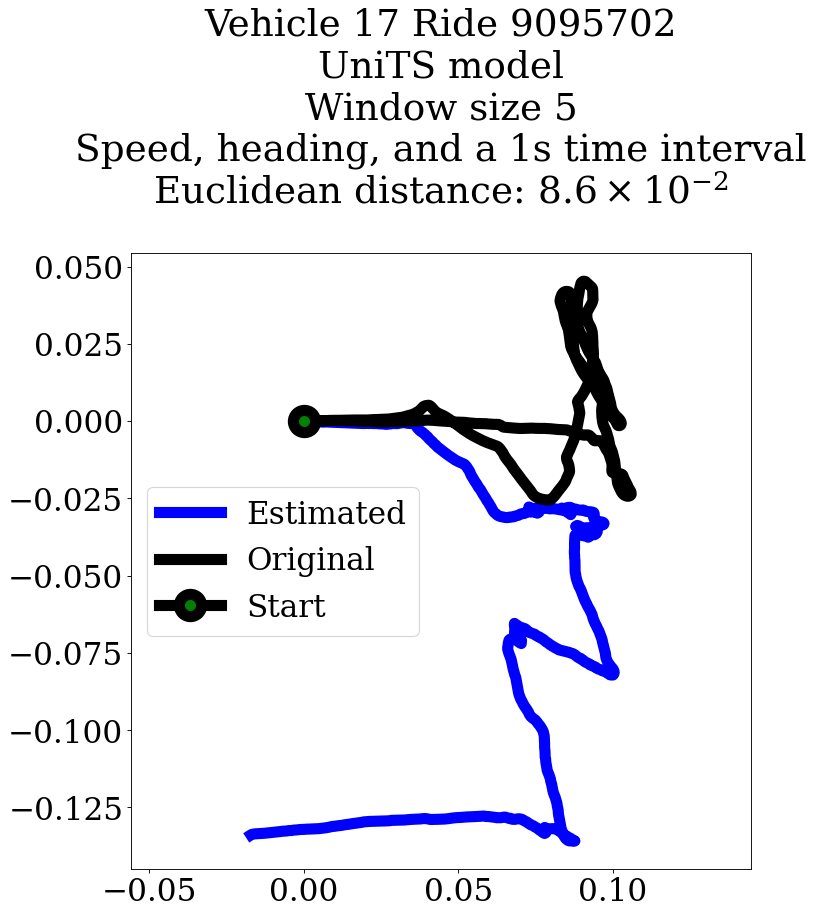 Vehicle 17 Ride 9095702
UniTS model
Window size 5
Speed, heading, and a 1s time interval
Euclidean distance: 8.6 × 10⁻²
0.050
0.025
0.000
−0.025
−0.050
−0.075
−0.100
−0.125
Estimated
Original
Start
−0.05 0.00 0.05 0.10